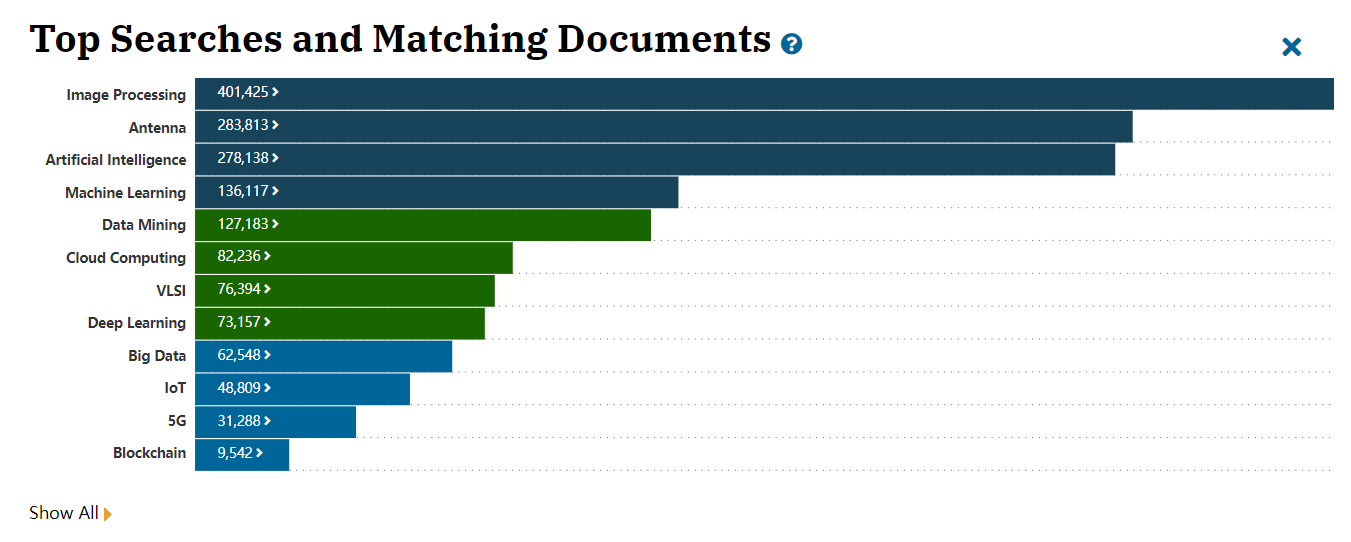 Top Searches and Matching Documents ?
Image Processing 401,425
Antenna 283,813
Artificial Intelligence 278,138
Machine Learning 136,117
Data Mining 127,183
Cloud Computing 82,236
VLSI 76,394
Deep Learning 73,157
Big Data 62,548
IoT 48,809
5G 31,288
Blockchain 9,542
Show All